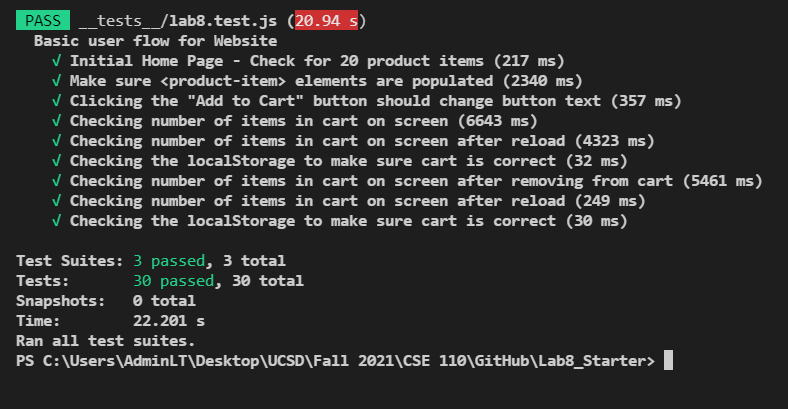 PASS __tests__/lab8.test.js (20.94 s)
Basic user flow for Website
√ Initial Home Page - Check for 20 product items (217 ms)
√ Make sure <product-item> elements are populated (2340 ms)
√ Clicking the "Add to Cart" button should change button text (357 ms)
√ Checking number of items in cart on screen (6643 ms)
√ Checking number of items in cart on screen after reload (4323 ms)
√ Checking the localStorage to make sure cart is correct (32 ms)
√ Checking number of items in cart on screen after removing from cart (5461 ms)
√ Checking number of items in cart on screen after reload (249 ms)
√ Checking the localStorage to make sure cart is correct (30 ms)
Test Suites: 3 passed, 3 total
Tests: 30 passed, 30 total
Snapshots: 0 total
Time: 22.201 s
Ran all test suites.
PS C:\Users\AdminLT\Desktop\UCSD\Fall 2021\CSE 110\GitHub\Lab8_Starter>